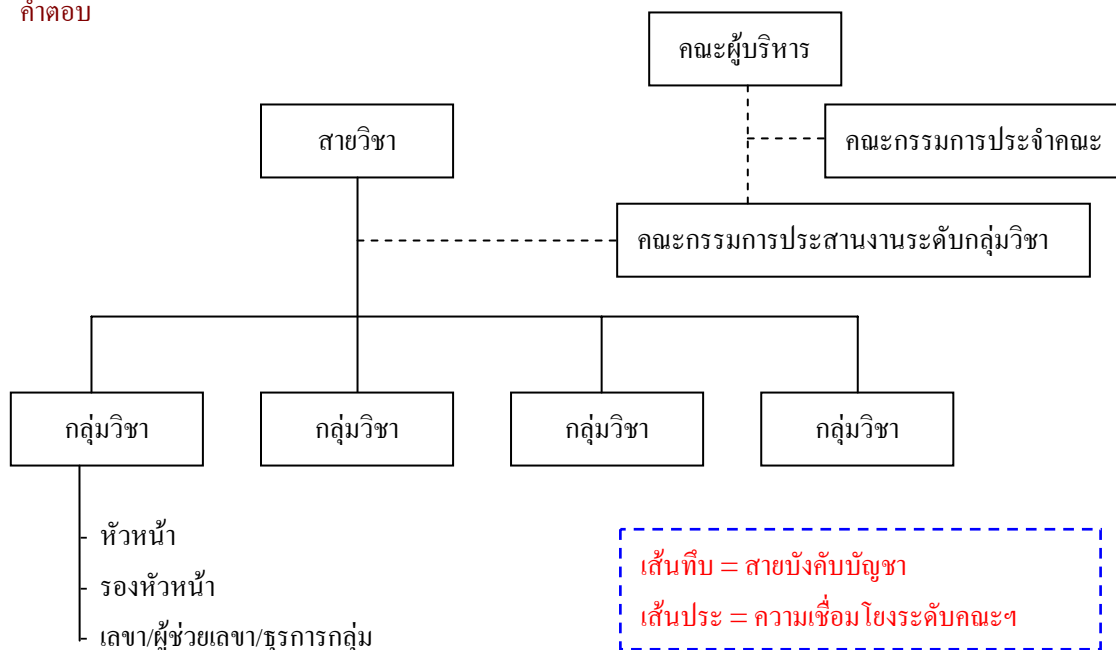 คำตอบ
คณะผู้บริหาร
สายวิชา
คณะกรรมการประจำคณะ
คณะกรรมการประสานงานระดับกลุ่มวิชา
กลุ่มวิชา
กลุ่มวิชา
กลุ่มวิชา
กลุ่มวิชา
- หัวหน้า
- รองหัวหน้า
- เลขา/ผู้ช่วยเลขา/ธุรการกลุ่ม
เส้นทึบ = สายบังคับบัญชา
เส้นประ = ความเชื่อมโยงระดับคณะฯ